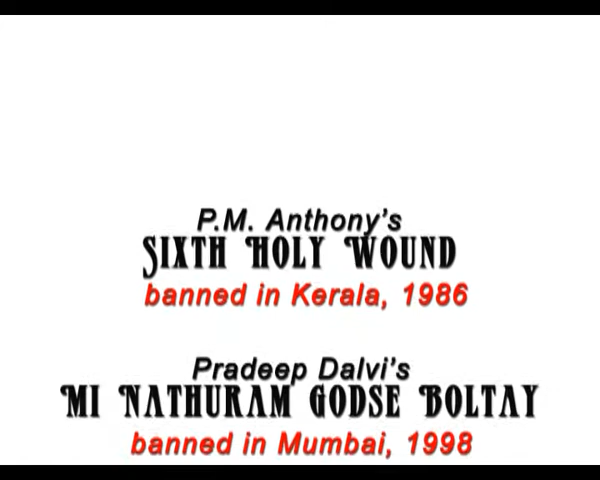 P.M. Anthony's
SIXTH HOLY WOUND
banned in Kerala, 1986
Pradeep Dalvi's
MI NATHURAM GODSE BOLTAY
banned in Mumbai, 1998